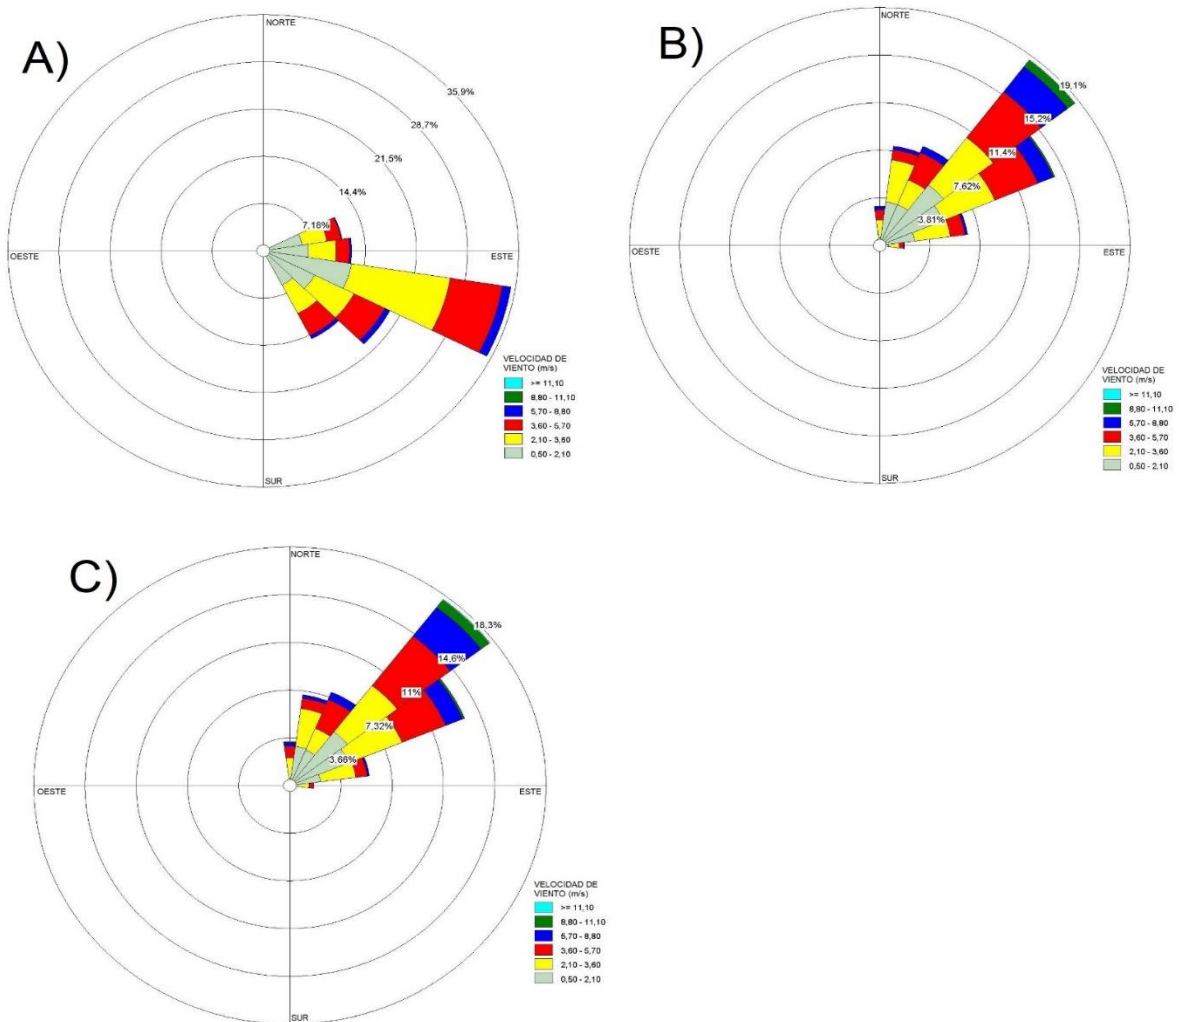 A)
NORTE
35,9%
28,7%
21,5%
14,4%
7,18%
OESTE
ESTE
SUR
VELOCIDAD DE
VIENTO (m/s)
>= 11,10
8,80 - 11,10
5,70 - 8,80
3,60 - 5,70
2,10 - 3,60
0,50 - 2,10
B)
NORTE
19,1%
15,2%
11,4%
7,62%
3,81%
OESTE
ESTE
SUR
VELOCIDAD DE
VIENTO (m/s)
>= 11,10
8,80 - 11,10
5,70 - 8,80
3,60 - 5,70
2,10 - 3,60
0,50 - 2,10
C)
NORTE
18,3%
14,6%
11%
7,32%
3.66%
OESTE
ESTE
SUR
VELOCIDAD DE
VIENTO (m/s)
>= 11,10
8,80 - 11,10
5,70 - 8,80
3,60 - 5,70
2,10 - 3,60
0,50 - 2,10